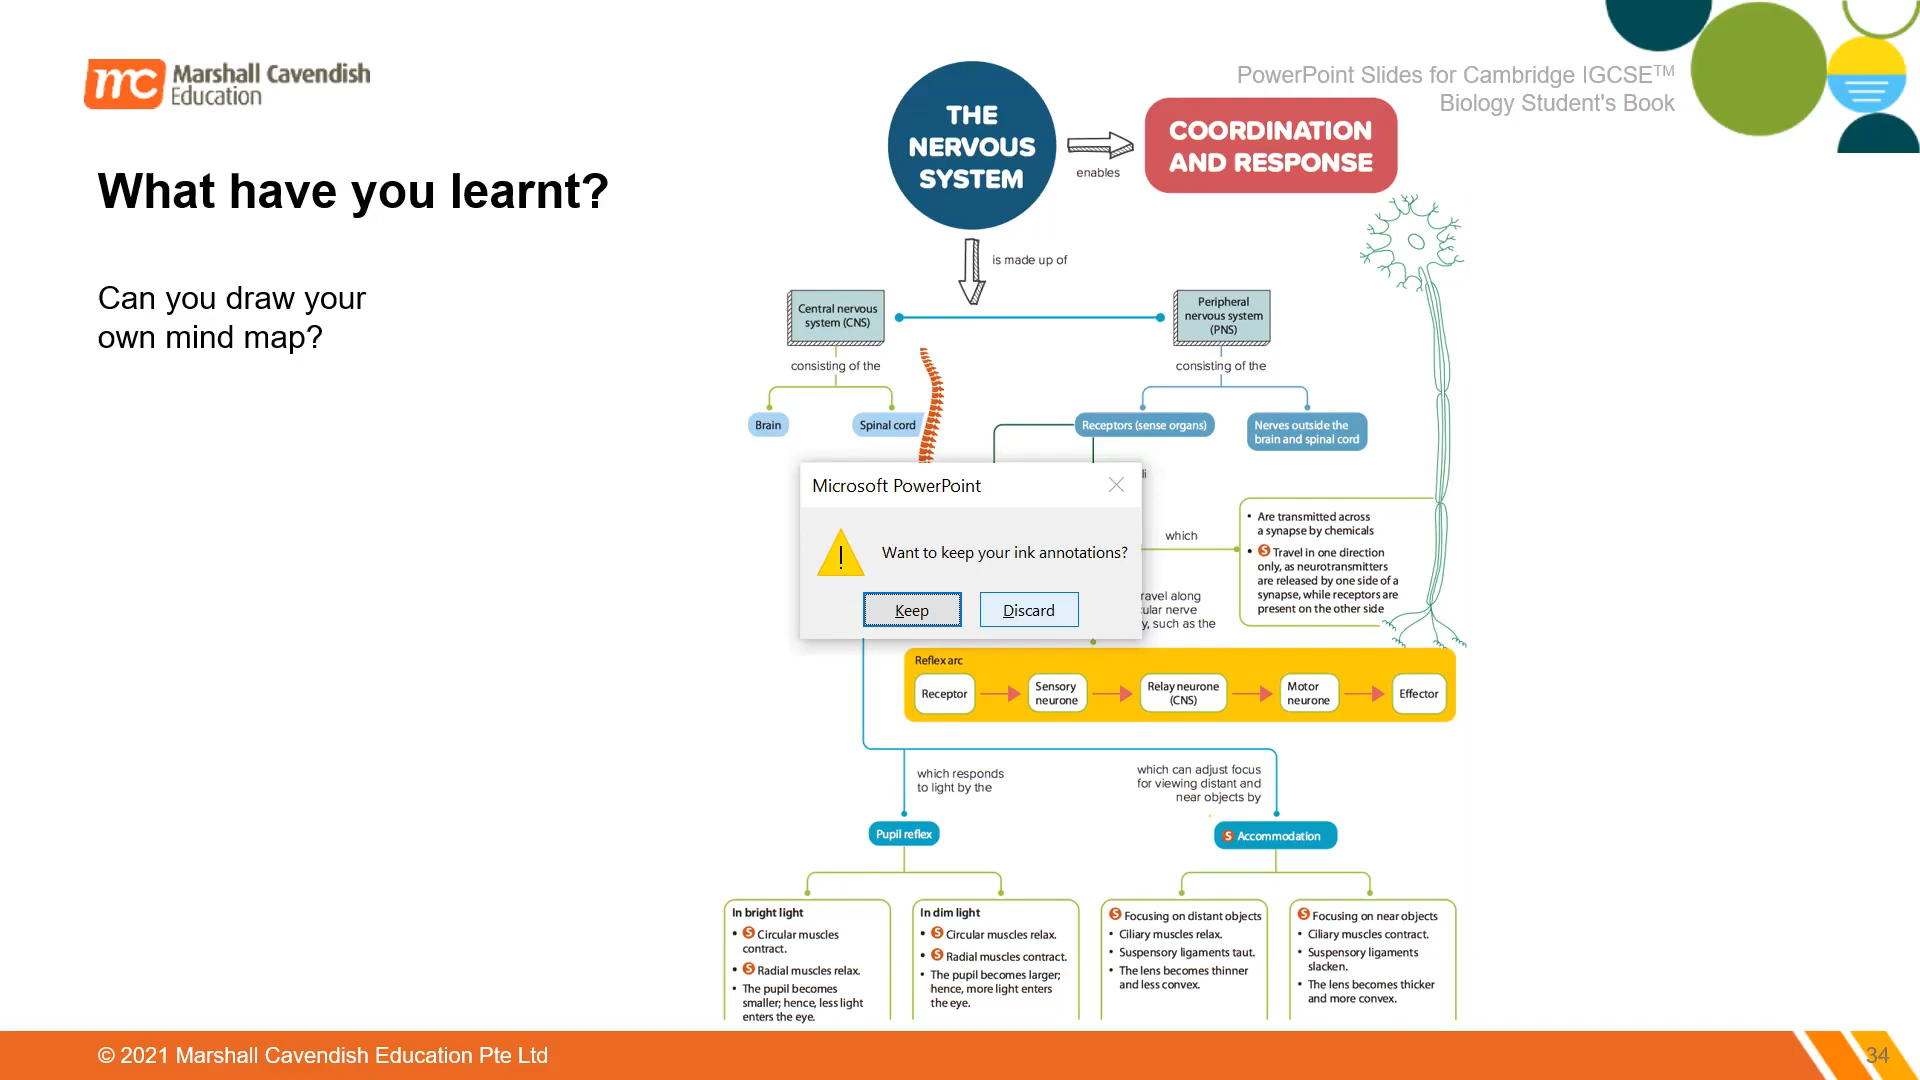 mc Marshall Cavendish
Education
PowerPoint Slides for Cambridge IGCSE™
Biology Student's Book
What have you learnt?
Can you draw your
own mind map?
THE
NERVOUS
SYSTEM
enables
COORDINATION
AND RESPONSE
is made up of
Central nervous
system (CNS)
Peripheral
nervous system
(PNS)
consisting of the
consisting of the
Brain
Spinal cord
Receptors (sense organs)
Nerves outside the
brain and spinal cord
Microsoft PowerPoint
Want to keep your ink annotations?
Keep
Discard
which
• Are transmitted across
a synapse by chemicals
• S Travel in one direction
only, as neurotransmitters
are released by one side of a
synapse, while receptors are
present on the other side
along
nerve
such as the
Reflex arc
Receptor
Sensory
neurone
Relay neurone
(CNS)
Motor
neurone
Effector
which responds
to light by the
which can adjust focus
for viewing distant and
near objects by
Pupil reflex
S Accommodation
In bright light
• S Circular muscles
contract.
• S Radial muscles relax.
• The pupil becomes
smaller; hence, less light
enters the eye.
In dim light
• S Circular muscles relax.
• S Radial muscles contract.
• The pupil becomes larger;
hence, more light enters
the eye.
S Focusing on distant objects
• Ciliary muscles relax.
• Suspensory ligaments taut.
• The lens becomes thinner
and less convex.
S Focusing on near objects
• Ciliary muscles contract.
• Suspensory ligaments
slacken.
• The lens becomes thicker
and more convex.
© 2021 Marshall Cavendish Education Pte Ltd
34